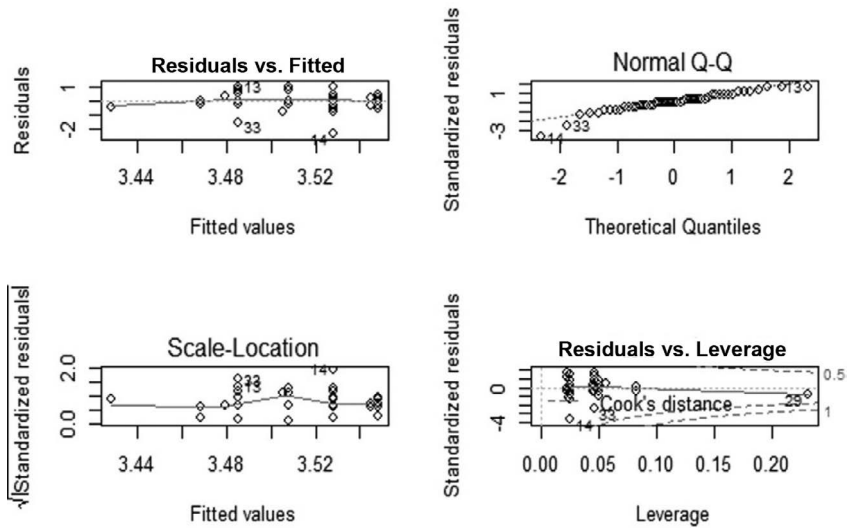 Residuals vs. Fitted
Residuals
1
-2
13
33
14
3.44 3.48 3.52
Fitted values
Normal Q-Q
Standardized residuals
1
-3
13
33
14
-2 -1 0 1 2
Theoretical Quantiles
Scale-Location
√|Standardized residuals|
2.0
0.0
14
33
13
3.44 3.48 3.52
Fitted values
Residuals vs. Leverage
Standardized residuals
0
-4
0.5
1
Cook's distance
29
33
14
0.00 0.05 0.10 0.15 0.20
Leverage